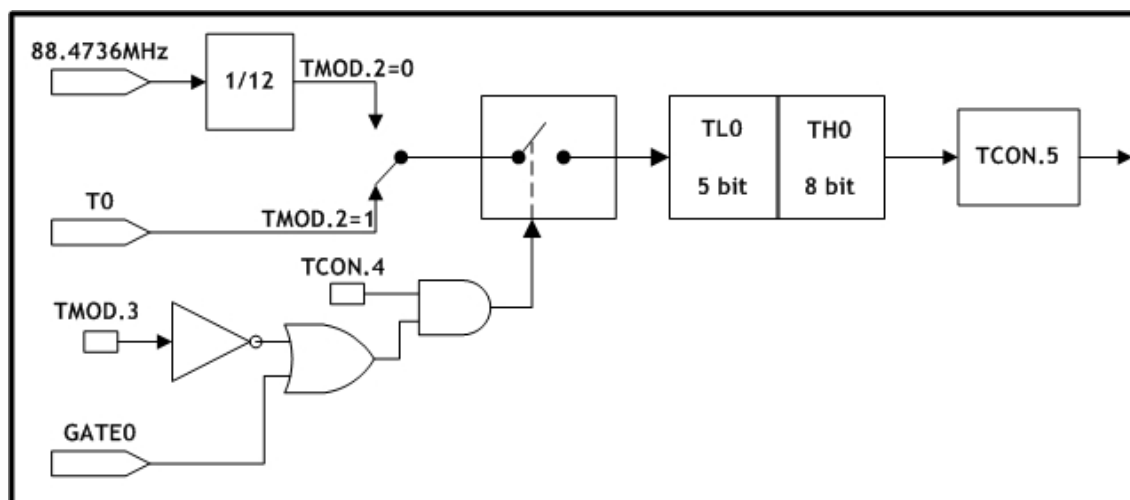 88.4736MHz
1/12
TMOD.2=0
TL0
5 bit
TH0
8 bit
TCON.5
T0
TMOD.2=1
TCON.4
TMOD.3
GATE0